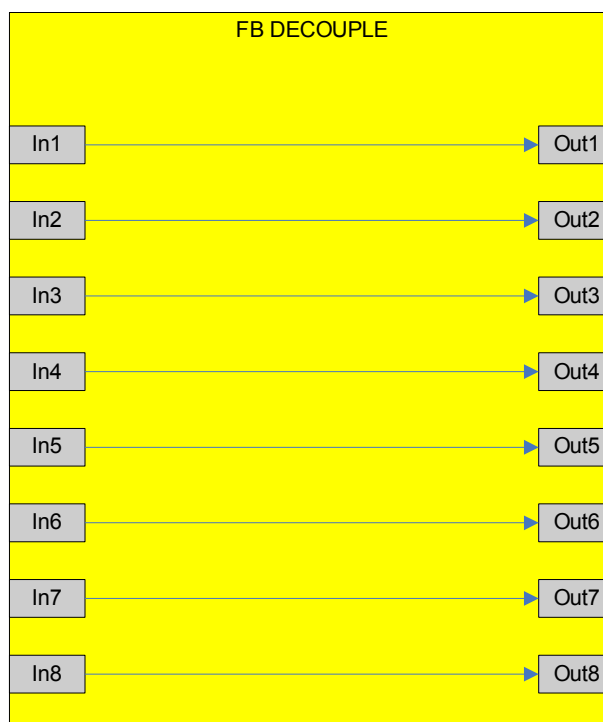 FB DECOUPLE
In1 Out1
In2 Out2
In3 Out3
In4 Out4
In5 Out5
In6 Out6
In7 Out7
In8 Out8